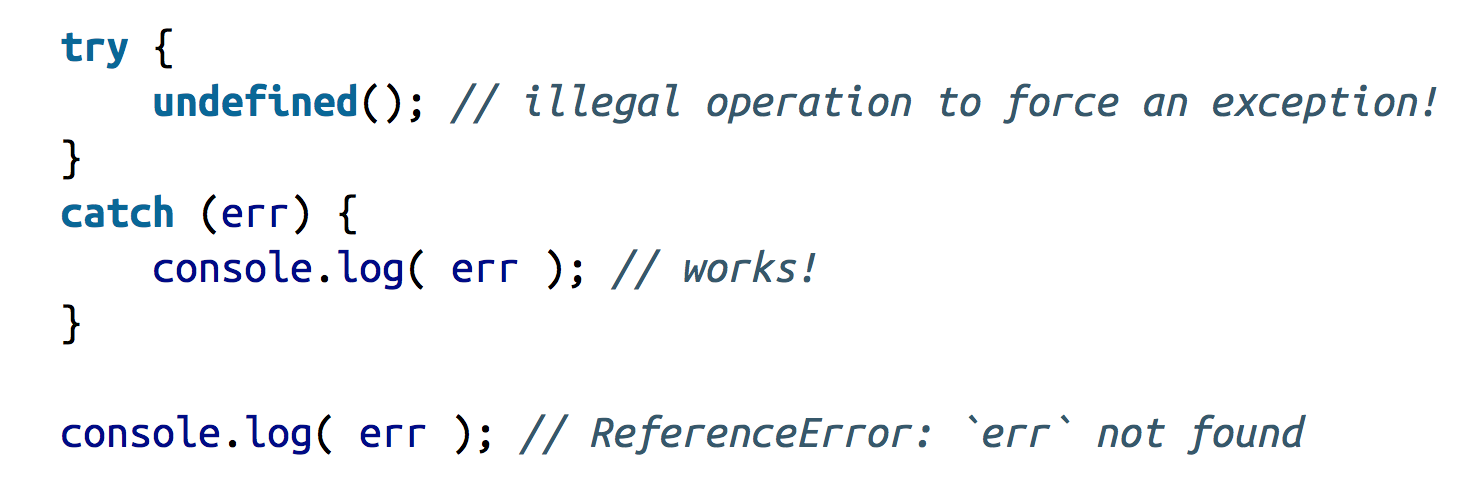 try {
    undefined(); // illegal operation to force an exception!
}
catch (err) {
    console.log( err ); // works!
}

console.log( err ); // ReferenceError: `err` not found